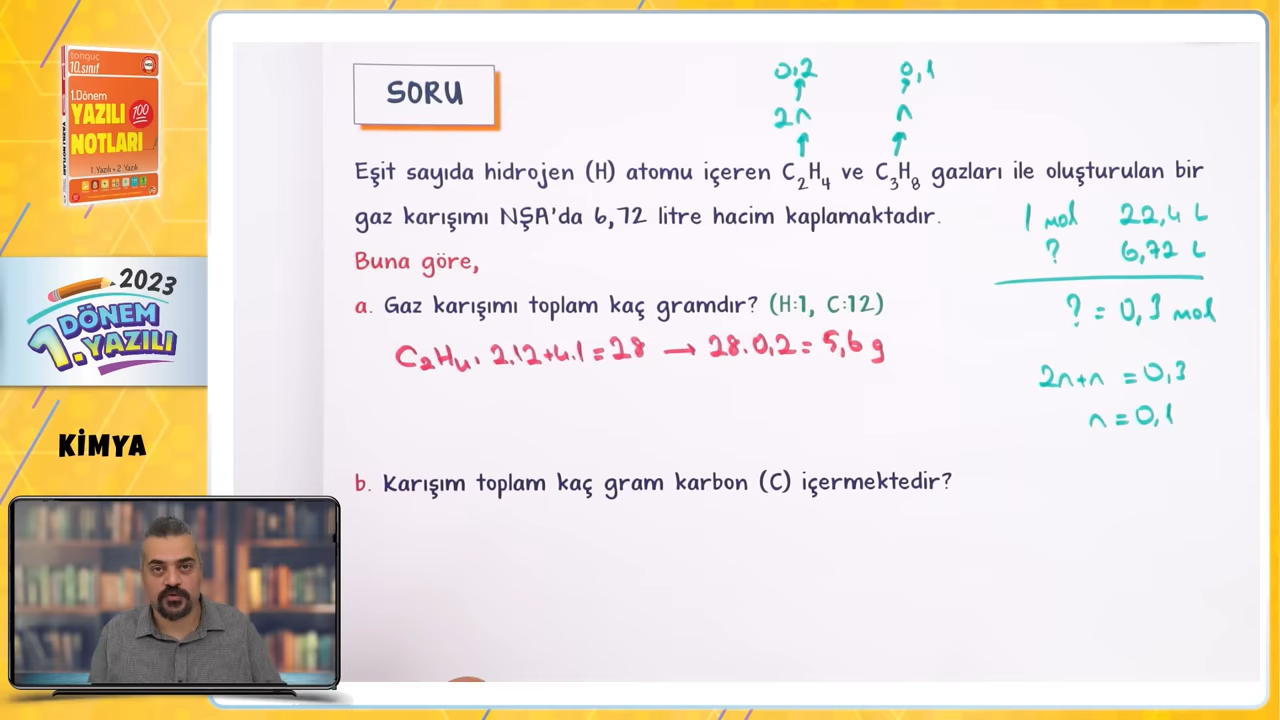 tonguç
10.sınıf
1.Dönem
YAZILI 100
NOTLARI
1.Yazılı • 2.Yazılı
YAZILI NOTLARI
2023
1. DÖNEM
YAZILI
KİMYA
SORU
0,2 0,1
2n n
Eşit sayıda hidrojen (H) atomu içeren C₂H₄ ve C₃H₈ gazları ile oluşturulan bir
gaz karışımı NŞA'da 6,72 litre hacim kaplamaktadır.
1 mol 22,4 L
? 6,72 L
Buna göre,
a. Gaz karışımı toplam kaç gramdır? (H:1, C:12)
? = 0,3 mol
C₂H₄: 2.12+4.1=28 → 28.0,2=5,6 g
2n+n = 0,3
n = 0,1
b. Karışım toplam kaç gram karbon (C) içermektedir?